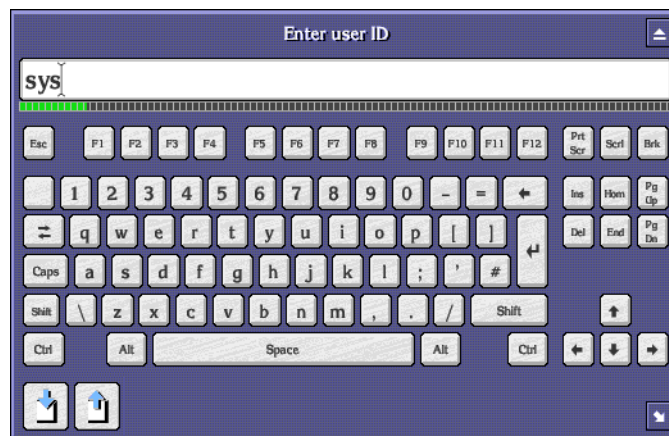 Enter user ID
sys
Esc F1 F2 F3 F4 F5 F6 F7 F8 F9 F10 F11 F12 Prt Scr Scrl Brk
1 2 3 4 5 6 7 8 9 0 - = Ins Hom Pg Up
q w e r t y u i o p [ ] Del End Pg Dn
Caps a s d f g h j k l ; ' #
Shift \ z x c v b n m , . / Shift
Ctrl Alt Space Alt Ctrl